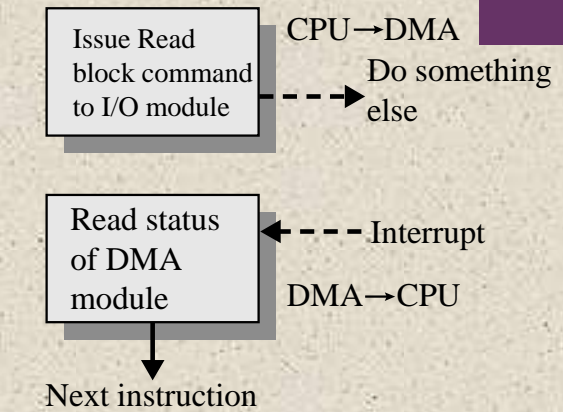 Issue Read
block command
to I/O module
CPU→DMA
Do something
else
Read status
of DMA
module
Interrupt
DMA→CPU
Next instruction